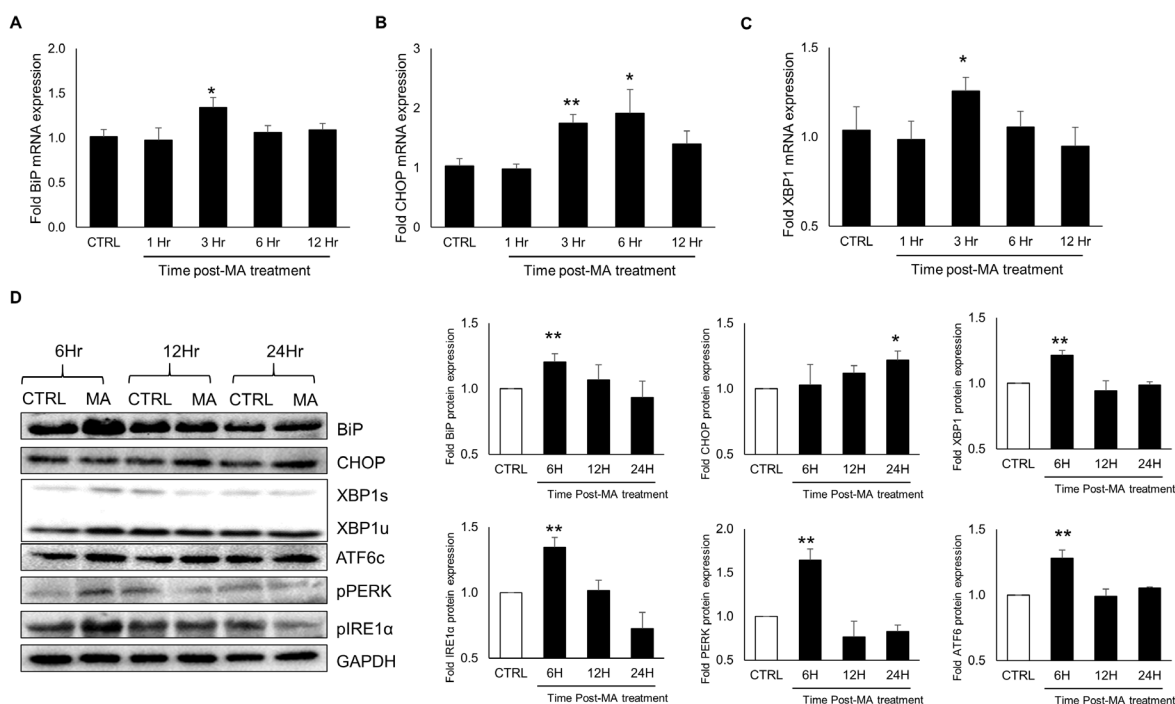 A
Fold BiP mRNA expression
2.0
1.5
1.0
0.5
0.0
*
CTRL 1 Hr 3 Hr 6 Hr 12 Hr
Time post-MA treatment
B
Fold CHOP mRNA expression
3
2
1
0
** *
CTRL 1 Hr 3 Hr 6 Hr 12 Hr
Time post-MA treatment
C
Fold XBP1 mRNA expression
1.5
1.0
0.5
*
CTRL 1 Hr 3 Hr 6 Hr 12 Hr
Time post-MA treatment
D
6Hr 12Hr 24Hr
CTRL MA CTRL MA CTRL MA
BiP
CHOP
XBP1s
XBP1u
ATF6c
pPERK
pIRE1α
GAPDH
Fold BiP protein expression
1.5
1.0
0.5
**
CTRL 6H 12H 24H
Time Post-MA treatment
Fold CHOP protein expression
1.5
1.0
0.5
*
CTRL 6H 12H 24H
Time Post-MA treatment
Fold XBP1 protein expression
1.5
1.0
0.5
**
CTRL 6H 12H 24H
Time Post-MA treatment
Fold IRE1α protein expression
1.5
1.0
0.5
**
CTRL 6H 12H 24H
Time Post-MA treatment
Fold PERK protein expression
2.0
1.5
1.0
0.5
**
CTRL 6H 12H 24H
Time Post-MA treatment
Fold ATF6 protein expression
1.5
1.0
0.5
**
CTRL 6H 12H 24H
Time Post-MA treatment